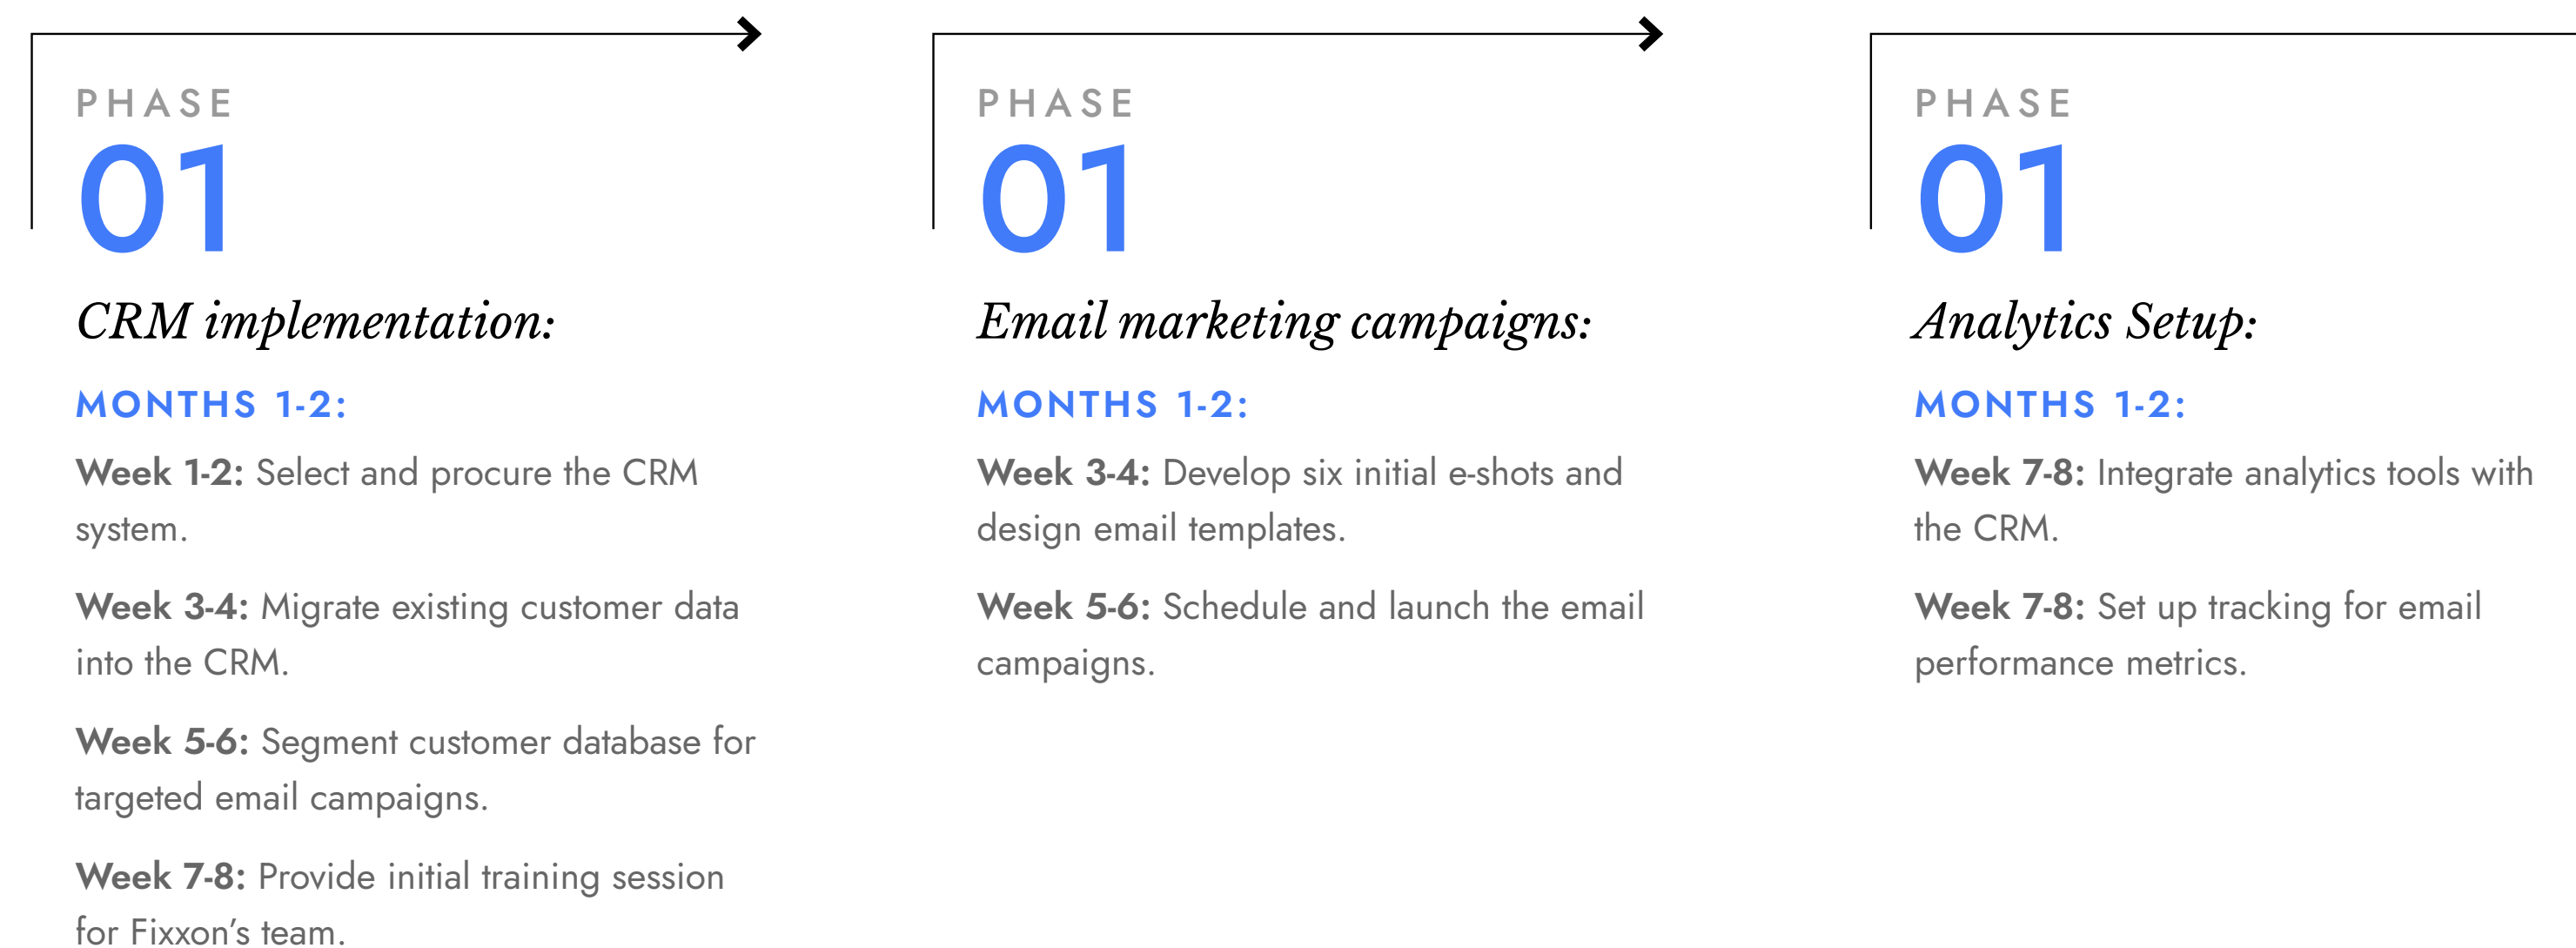 PHASE
01
CRM implementation:
MONTHS 1-2:
Week 1-2: Select and procure the CRM
system.
Week 3-4: Migrate existing customer data
into the CRM.
Week 5-6: Segment customer database for
targeted email campaigns.
Week 7-8: Provide initial training session
for Fixxon’s team.
PHASE
01
Email marketing campaigns:
MONTHS 1-2:
Week 3-4: Develop six initial e-shots and
design email templates.
Week 5-6: Schedule and launch the email
campaigns.
PHASE
01
Analytics Setup:
MONTHS 1-2:
Week 7-8: Integrate analytics tools with
the CRM.
Week 7-8: Set up tracking for email
performance metrics.